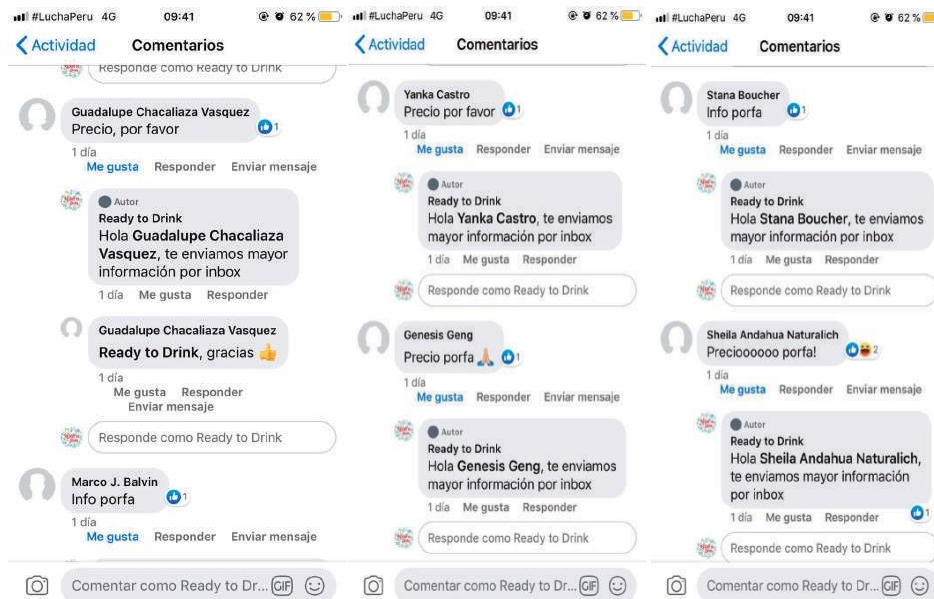 #LuchaPeru 4G 09:41 62 %
Actividad Comentarios
Responde como Ready to Drink
Guadalupe Chacaliaza Vasquez
Precio, por favor
1
1 día
Me gusta Responder Enviar mensaje
Autor
Ready to Drink
Hola Guadalupe Chacaliaza
Vasquez, te enviamos mayor
información por inbox
1 día Me gusta Responder
Guadalupe Chacaliaza Vasquez
Ready to Drink, gracias 👍
1 día
Me gusta Responder
Enviar mensaje
Responde como Ready to Drink
Marco J. Balvin
Info porfa
1
1 día
Me gusta Responder Enviar mensaje
Comentar como Ready to Dr... GIF
#LuchaPeru 4G 09:41 62 %
Actividad Comentarios
Yanka Castro
Precio por favor 1
1 día
Me gusta Responder Enviar mensaje
Autor
Ready to Drink
Hola Yanka Castro, te enviamos
mayor información por inbox
1 día Me gusta Responder
Responde como Ready to Drink
Genesis Geng
Precio porfa 🙏 1
1 día
Me gusta Responder Enviar mensaje
Autor
Ready to Drink
Hola Genesis Geng, te enviamos
mayor información por inbox
1 día Me gusta Responder
Responde como Ready to Drink
Comentar como Ready to Dr... GIF
#LuchaPeru 4G 09:41 62 %
Actividad Comentarios
Stana Boucher
Info porfa 1
1 día
Me gusta Responder Enviar mensaje
Autor
Ready to Drink
Hola Stana Boucher, te enviamos
mayor información por inbox
1 día Me gusta Responder
Responde como Ready to Drink
Sheila Andahua Naturalich
Precioooooo porfa! 2
1 día
Me gusta Responder Enviar mensaje
Autor
Ready to Drink
Hola Sheila Andahua Naturalich,
te enviamos mayor información
por inbox
1 día Me gusta Responder 1
Responde como Ready to Drink
Comentar como Ready to Dr... GIF